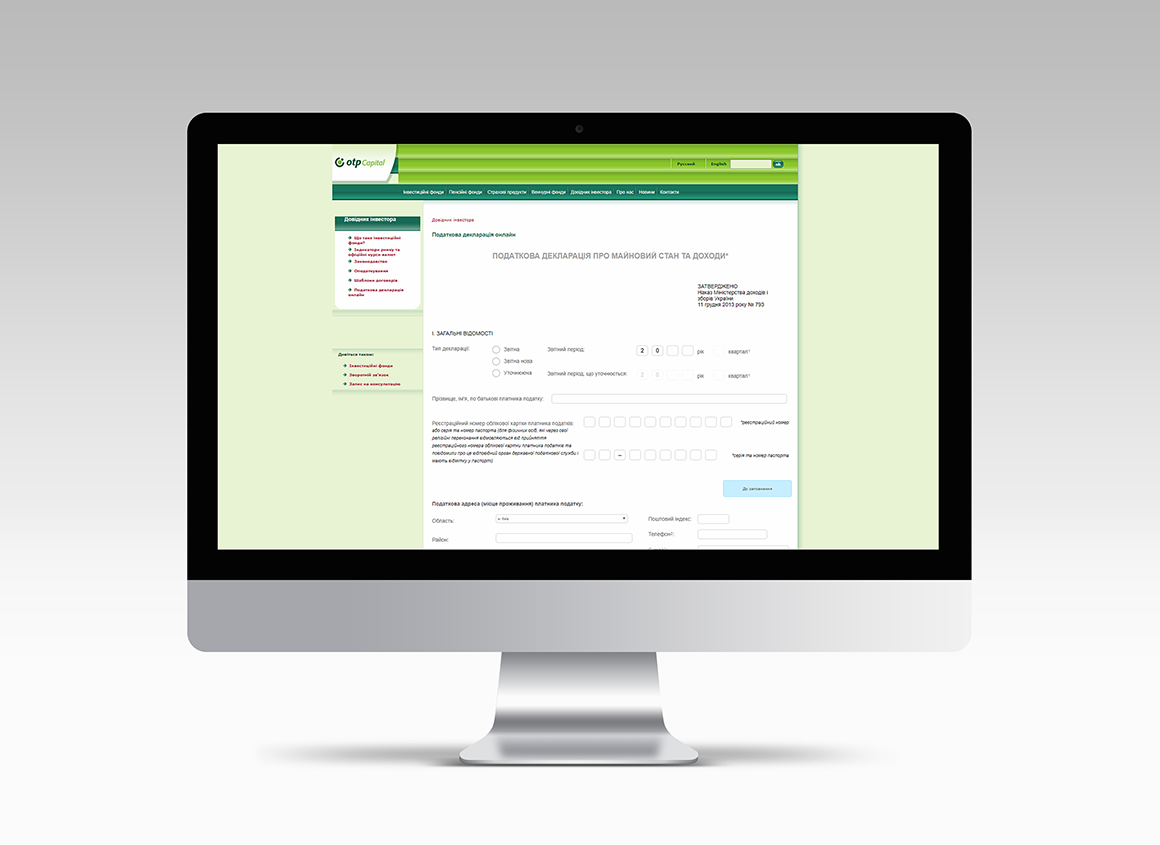 otp Capital
Русский
English
ok
Інвестиційні фонди Пенсійні фонди Страхові продукти Венчурні фонди Довідник інвестора Про нас Новини Контакти
Довідник інвестора
Що таке інвестиційні
фонди?
Індикатори ринку та
офіційні курси валют
Законодавство
Оподаткування
Шаблони договорів
Податкова декларація
онлайн
Дивіться також:
Інвестиційні фонди
Зворотній зв'язок
Запис на консультацію
Довідник інвестора
Податкова декларація онлайн
ПОДАТКОВА ДЕКЛАРАЦІЯ ПРО МАЙНОВИЙ СТАН ТА ДОХОДИ*
ЗАТВЕРДЖЕНО
Наказ Міністерства доходів і
зборів України
11 грудня 2013 року № 793
I. ЗАГАЛЬНІ ВІДОМОСТІ
Тип декларації: Звітна Звітний період: 2 0 рік квартал¹
Звітна нова
Уточнююча Звітний період, що уточнюється: 2 0 рік квартал¹
Прізвище, ім'я, по батькові платника податку:
Реєстраційний номер облікової картки платника податків: *реєстраційний номер
або серія та номер паспорта (для фізичних осіб, які через свої
релігійні переконання відмовляються від прийняття
реєстраційного номера облікової картки платника податків та
повідомили про це відповідний орган державної податкової служби і
мають відмітку у паспорті) – *серія та номер паспорта
До заповнення
Податкова адреса (місце проживання) платника податку:
Область: м. Київ Поштовий індекс:
Телефон²:
Район: